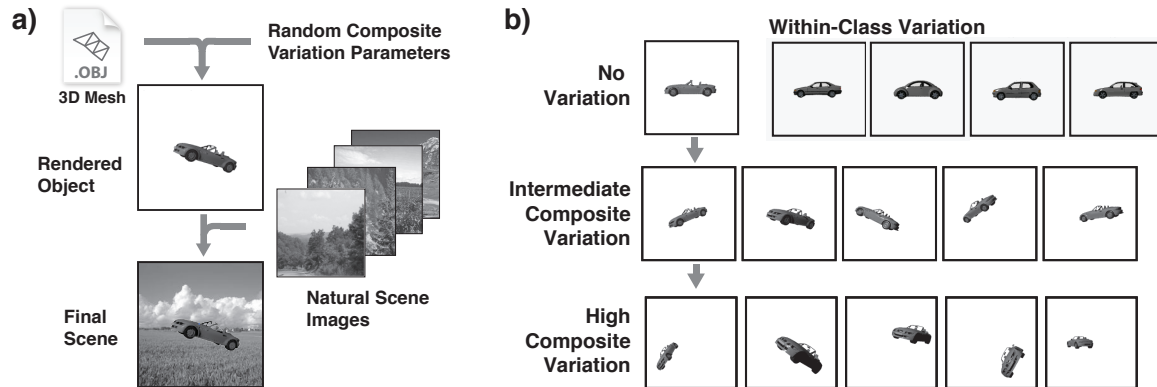 a)
.OBJ
3D Mesh
Random Composite
Variation Parameters
Rendered
Object
Final
Scene
Natural Scene
Images
b)
Within-Class Variation
No
Variation
Intermediate
Composite
Variation
High
Composite
Variation